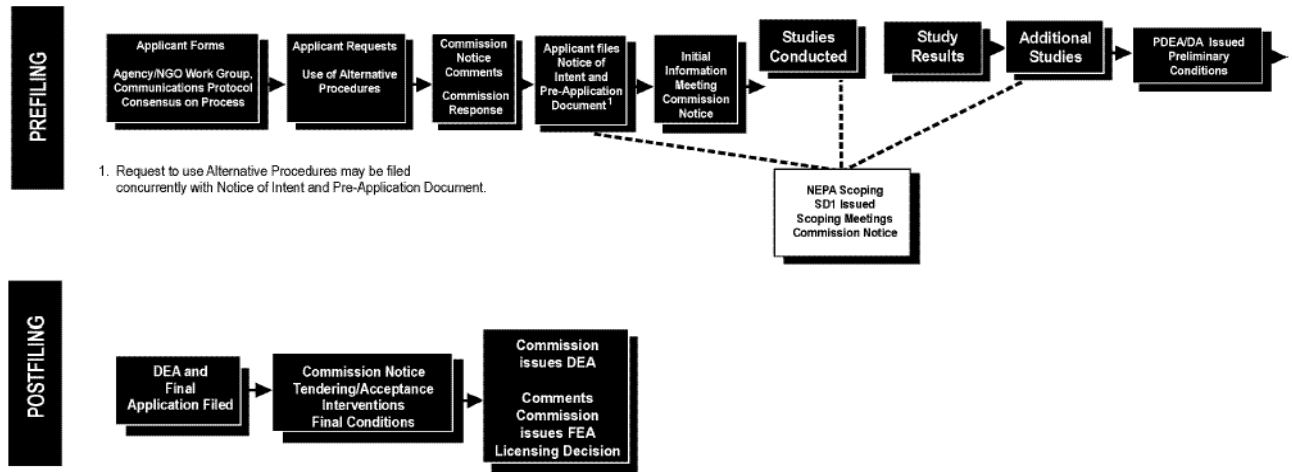 PREFILING
Applicant Forms
Agency/NGO Work Group,
Communications Protocol
Consensus on Process
Applicant Requests
Use of Alternative
Procedures
Commission
Notice
Comments
Commission
Response
Applicant files
Notice of
Intent and
Pre-Application
Document1
Initial
Information
Meeting
Commission
Notice
Studies
Conducted
Study
Results
Additional
Studies
PDEA/DA Issued
Preliminary
Conditions
1. Request to use Alternative Procedures may be filed
concurrently with Notice of Intent and Pre-Application Document.
NEPA Scoping
SD1 Issued
Scoping Meetings
Commission Notice
POSTFILING
DEA and
Final
Application Filed
Commission Notice
Tendering/Acceptance
Interventions
Final Conditions
Commission
issues DEA
Comments
Commission
issues FEA
Licensing Decision